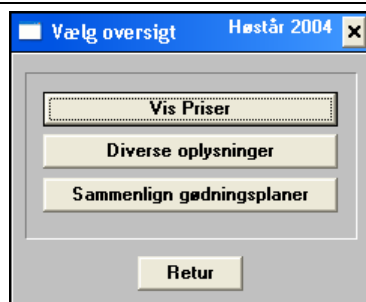 Vælg oversigt Høstår 2004
Vis Priser
Diverse oplysninger
Sammenlign gødningsplaner
Retur